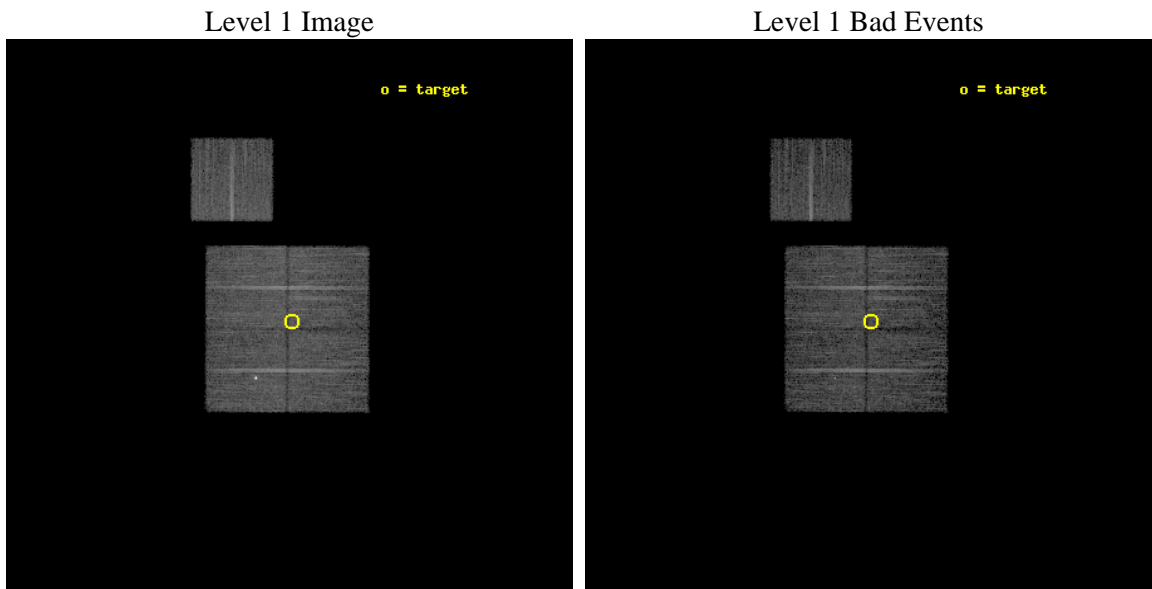 Level 1 Image
Level 1 Bad Events
o = target
o = target